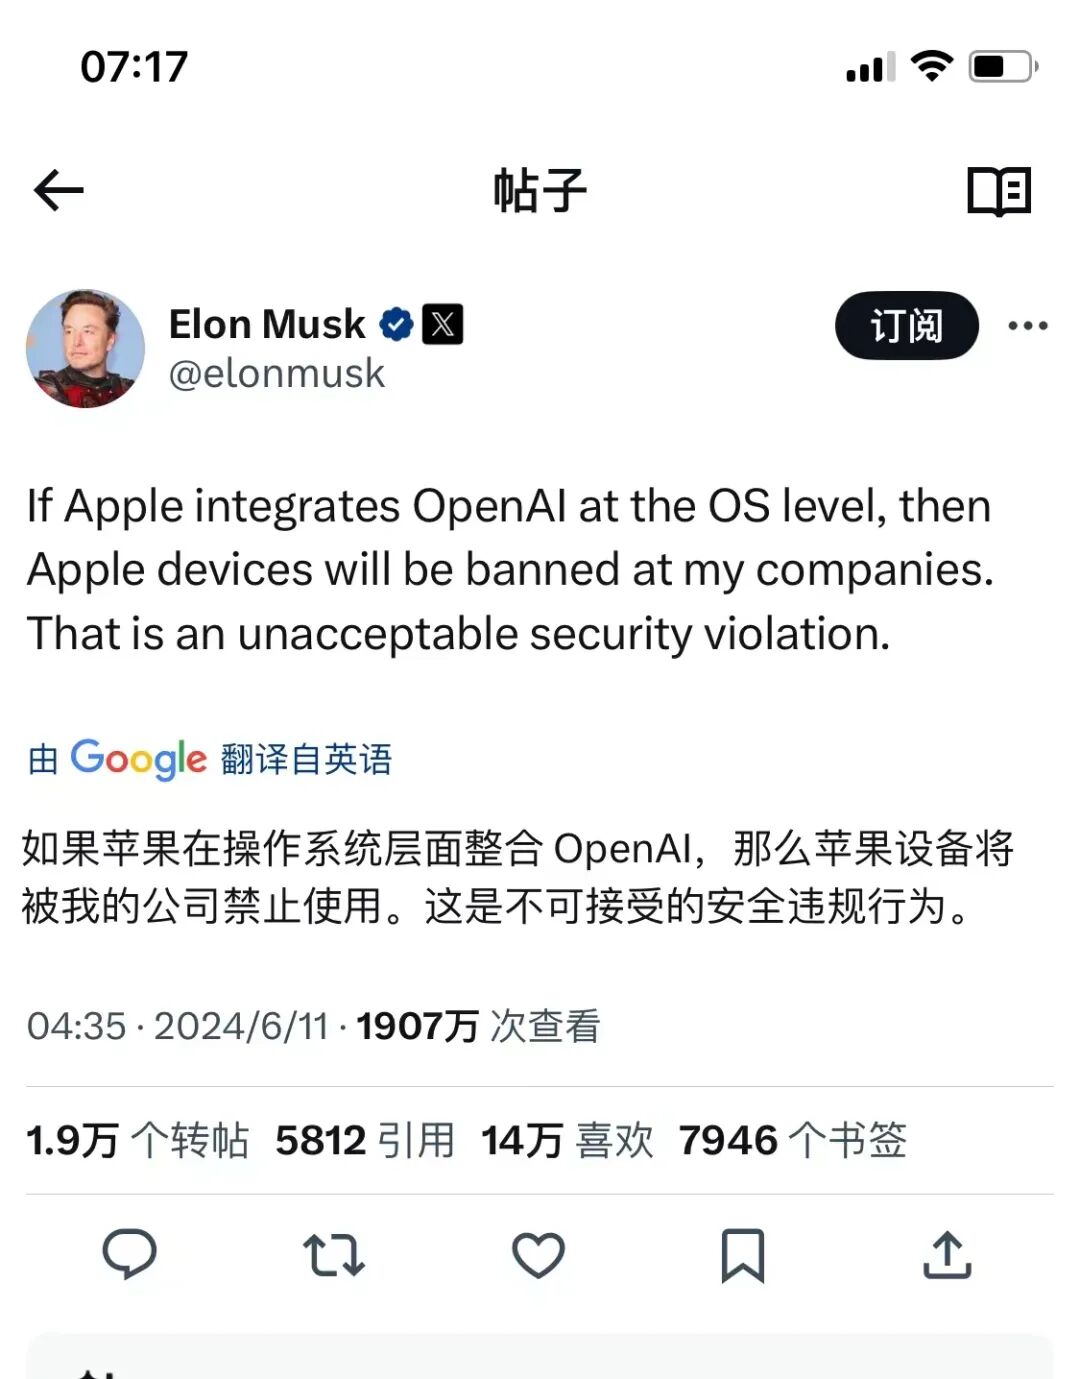 07:17
帖子
Elon Musk
订阅
@elonmusk
If Apple integrates OpenAI at the OS level, then
Apple devices will be banned at my companies.
That is an unacceptable security violation.
由 Google 翻译自英语
如果苹果在操作系统层面整合 OpenAI，那么苹果设备将
被我的公司禁止使用。这是不可接受的安全违规行为。
04:35 · 2024/6/11 · 1907万 次查看
1.9万 个转帖 5812 引用 14万 喜欢 7946 个书签